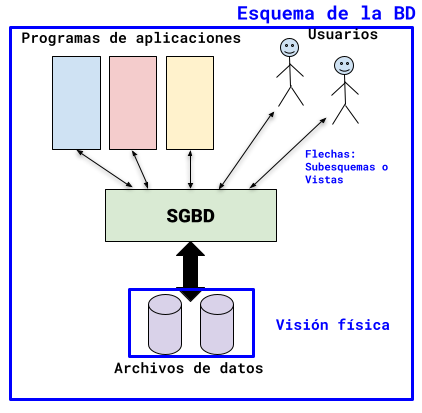 Esquema de la BD
Programas de aplicaciones
Usuarios
Flechas:
Subesquemas o
Vistas
SGBD
Visión física
Archivos de datos